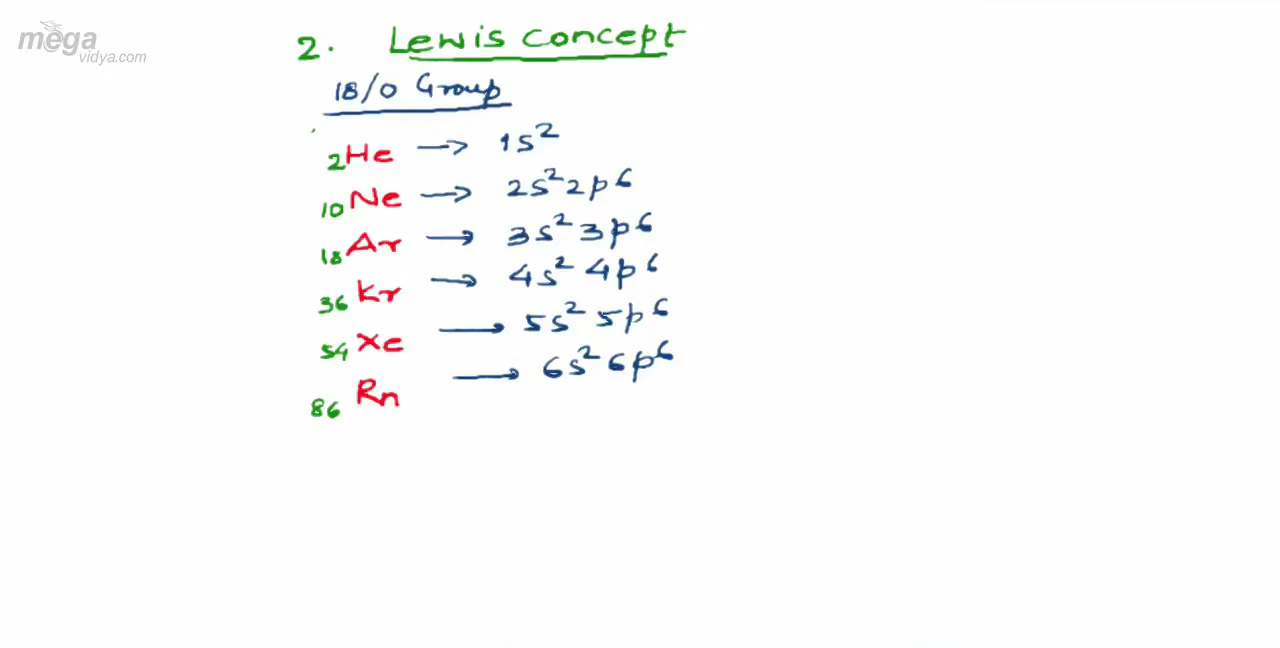 mega
vidya.com
2. Lewis concept
18/0 Group
₂He → 1s²
₁₀Ne → 2s² 2p⁶
₁₈Ar → 3s² 3p⁶
₃₆Kr → 4s² 4p⁶
₅₄Xe → 5s² 5p⁶
₈₆Rn → 6s² 6p⁶